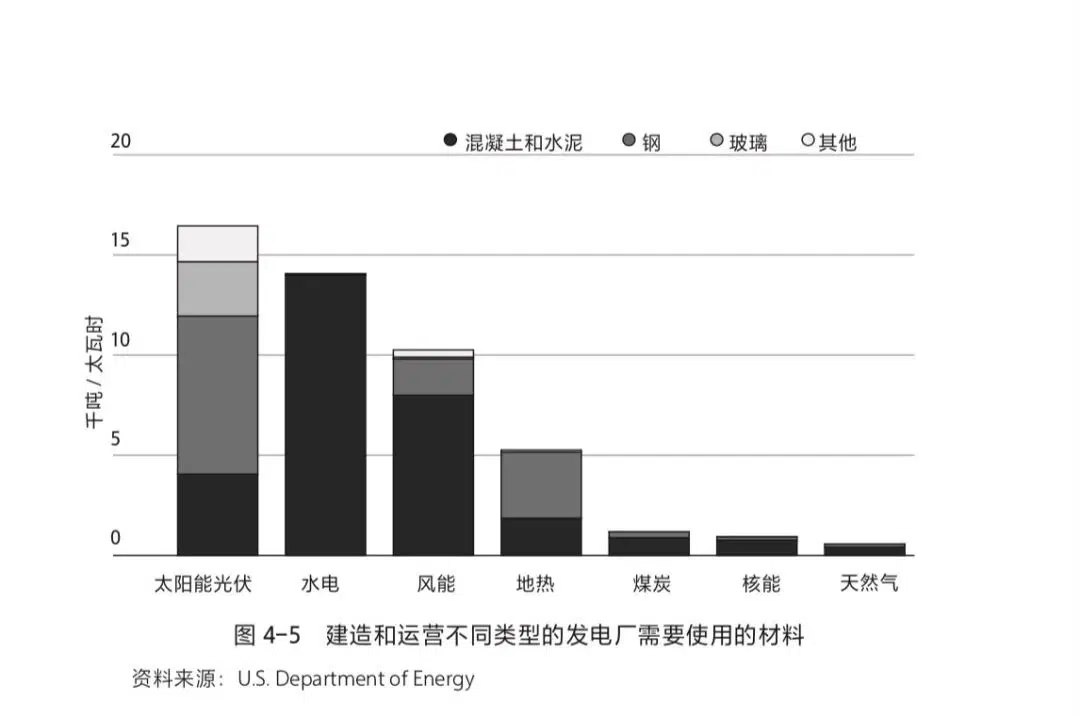 20
● 混凝土和水泥 ● 钢 ● 玻璃 ○ 其他
15
10
5
0
千吨 / 太瓦时
太阳能光伏 水电 风能 地热 煤炭 核能 天然气
图 4-5 建造和运营不同类型的发电厂需要使用的材料
资料来源：U.S. Department of Energy